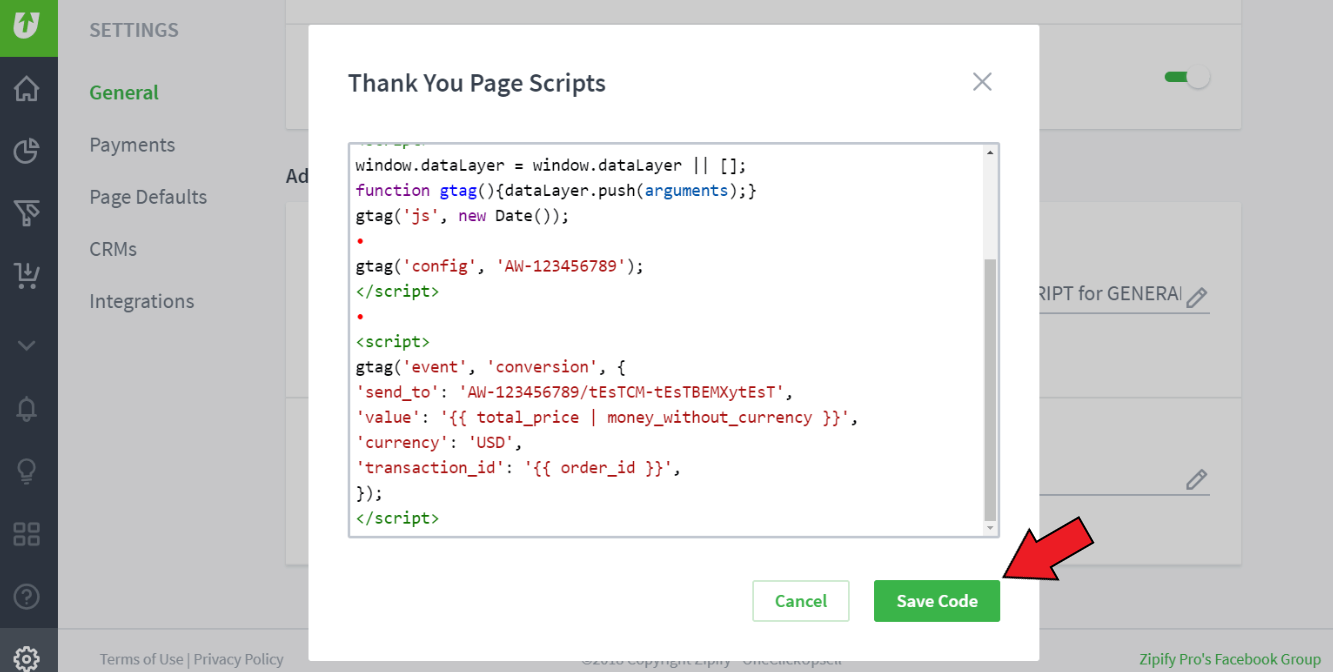 SETTINGS
General
Payments
Page Defaults
CRMs
Integrations
Ad
Thank You Page Scripts
<script>
window.dataLayer = window.dataLayer || [];
function gtag(){dataLayer.push(arguments);}
gtag('js', new Date());
gtag('config', 'AW-123456789');
</script>
<script>
gtag('event', 'conversion', {
'send_to': 'AW-123456789/tEsTCM-tEsTBEMXytEsT',
'value': '{{ total_price | money_without_currency }}',
'currency': 'USD',
'transaction_id': '{{ order_id }}',
});
</script>
RIPT for GENERAL
Cancel
Save Code
Terms of Use | Privacy Policy
©2018 Copyright Zipify - OneClickUpsell
Zipify Pro's Facebook Group